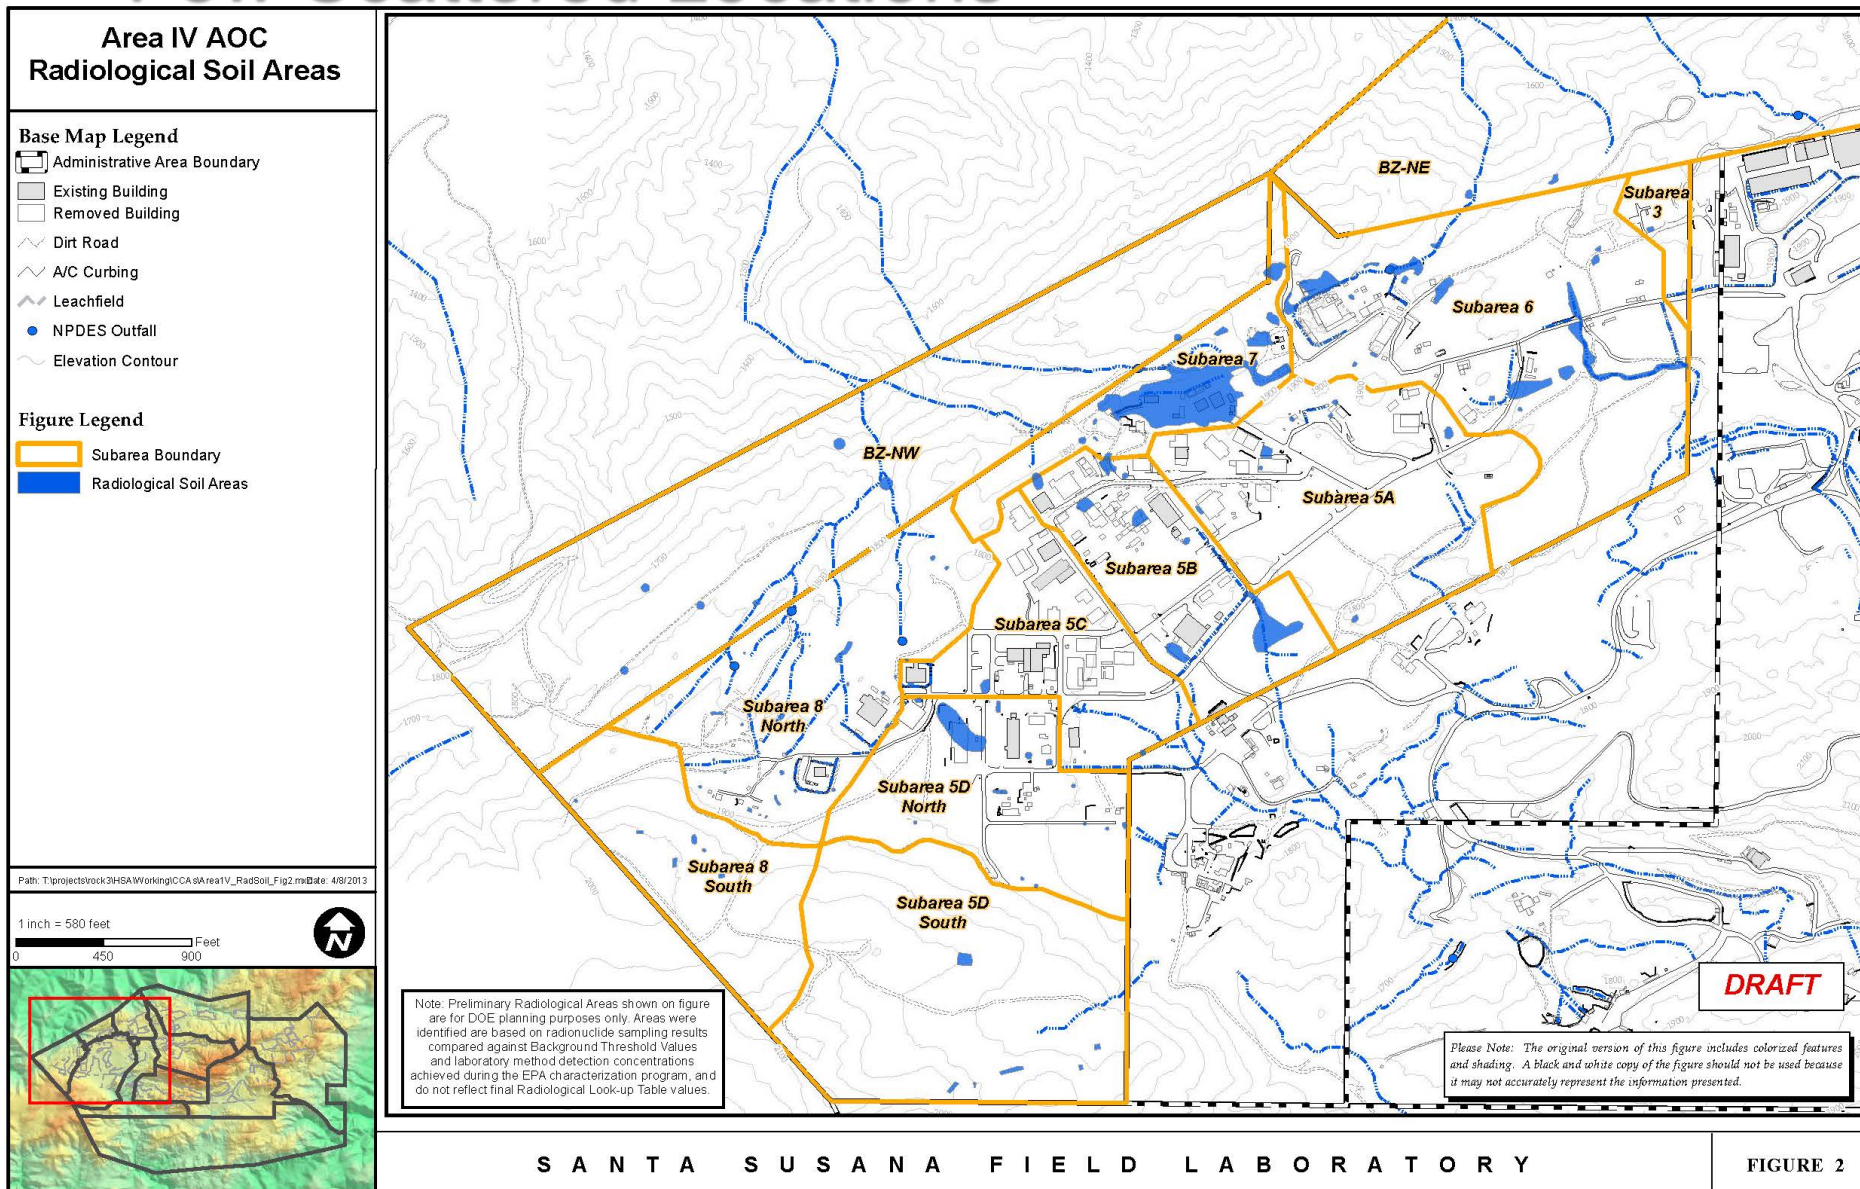 Area IV AOC
Radiological Soil Areas
Base Map Legend
Administrative Area Boundary
Existing Building
Removed Building
Dirt Road
A/C Curbing
Leachfield
NPDES Outfall
Elevation Contour
Figure Legend
Subarea Boundary
Radiological Soil Areas
1 inch = 580 feet
Feet
0 450 900
N
BZ-NE
Subarea
3
Subarea 6
Subarea 7
BZ-NW
Subarea 5A
Subarea 5B
Subarea 5C
Subarea 8
North
Subarea 5D
North
Subarea 8
South
Subarea 5D
South
Note: Preliminary Radiological Areas shown on figure
are for DOE planning purposes only. Areas were
identified are based on radionuclide sampling results
compared against Background Threshold Values
and laboratory method detection concentrations
achieved during the EPA characterization program, and
do not reflect final Radiological Look-up Table values.
DRAFT
Please Note: The original version of this figure includes colorized features
and shading. A black and white copy of the figure should not be used because
it may not accurately represent the information presented.
SANTA SUSANA FIELD LABORATORY
FIGURE 2